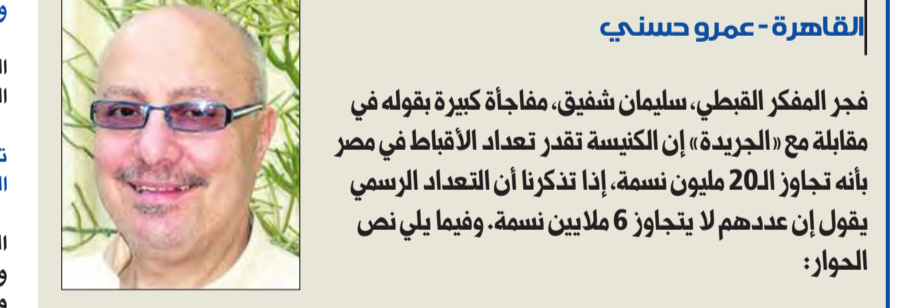 القاهرة - عمرو حسني
فجر المفكر القبطي، سليمان شفيق، مفاجأة كبيرة بقوله في
مقابلة مع «الجريدة» إن الكنيسة تقدر تعداد الأقباط في مصر
بأنه تجاوز الـ20 مليون نسمة، إذا تذكرنا أن التعداد الرسمي
يقول إن عددهم لا يتجاوز 6 ملايين نسمة. وفيما يلي نص
الحوار: